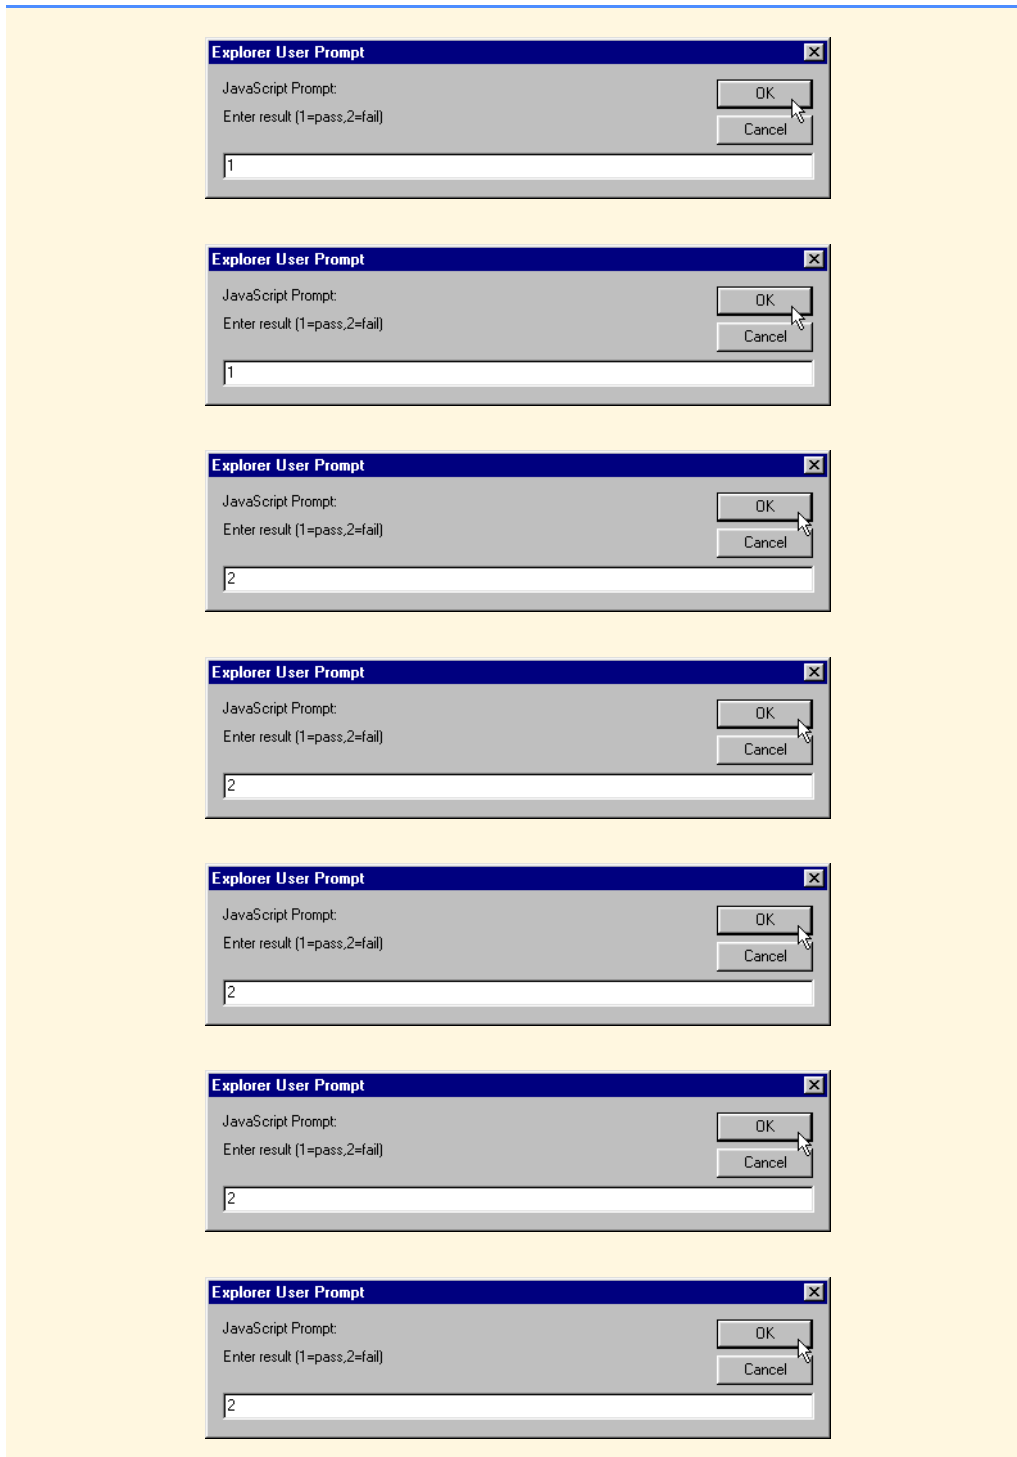 Explorer User Prompt
JavaScript Prompt:
OK
Enter result (1=pass,2=fail)
Cancel
1
Explorer User Prompt
JavaScript Prompt:
OK
Enter result (1=pass,2=fail)
Cancel
1
Explorer User Prompt
JavaScript Prompt:
OK
Enter result (1=pass,2=fail)
Cancel
2
Explorer User Prompt
JavaScript Prompt:
OK
Enter result (1=pass,2=fail)
Cancel
2
Explorer User Prompt
JavaScript Prompt:
OK
Enter result (1=pass,2=fail)
Cancel
2
Explorer User Prompt
JavaScript Prompt:
OK
Enter result (1=pass,2=fail)
Cancel
2
Explorer User Prompt
JavaScript Prompt:
OK
Enter result (1=pass,2=fail)
Cancel
2